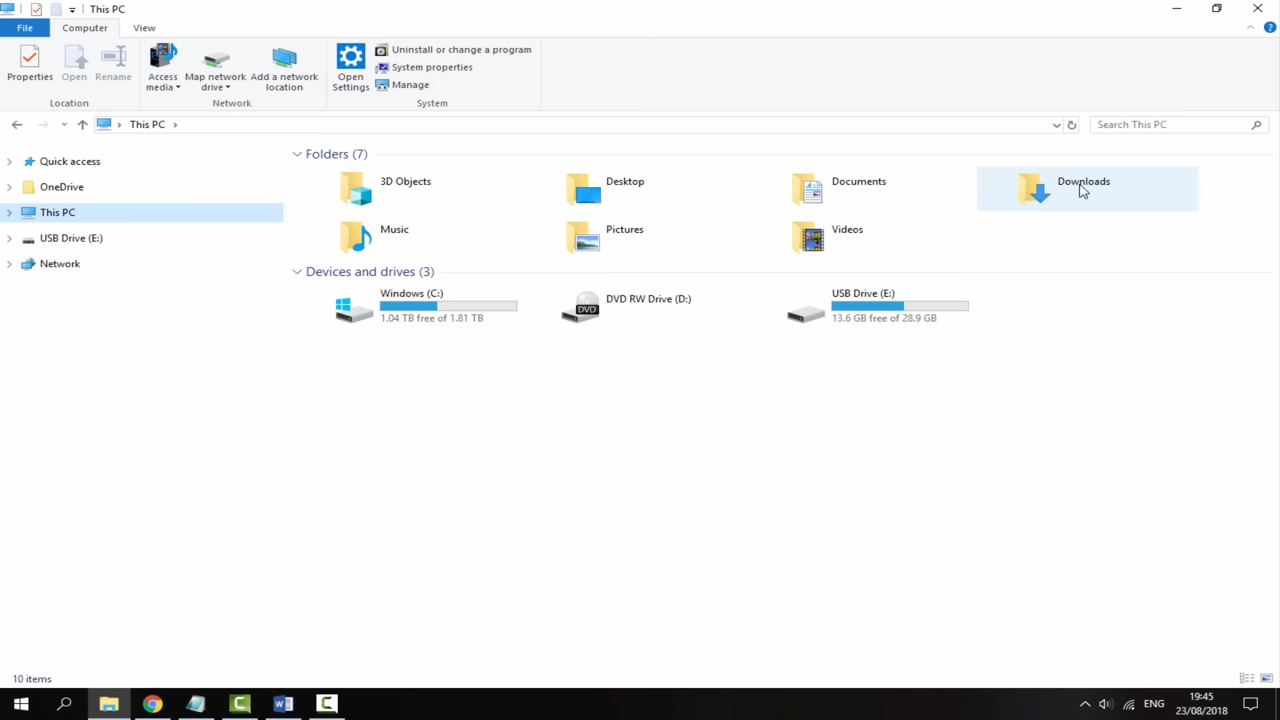 This PC
File
Computer
View
Properties
Open
Rename
Access media
Map network drive
Add a network location
Open Settings
Uninstall or change a program
System properties
Manage
Location
Network
System
This PC
Search This PC
Quick access
OneDrive
This PC
USB Drive (E:)
Network
Folders (7)
3D Objects
Desktop
Documents
Downloads
Music
Pictures
Videos
Devices and drives (3)
Windows (C:)
1.04 TB free of 1.81 TB
DVD
DVD RW Drive (D:)
USB Drive (E:)
13.6 GB free of 28.9 GB
10 items
ENG
19:45
23/08/2018